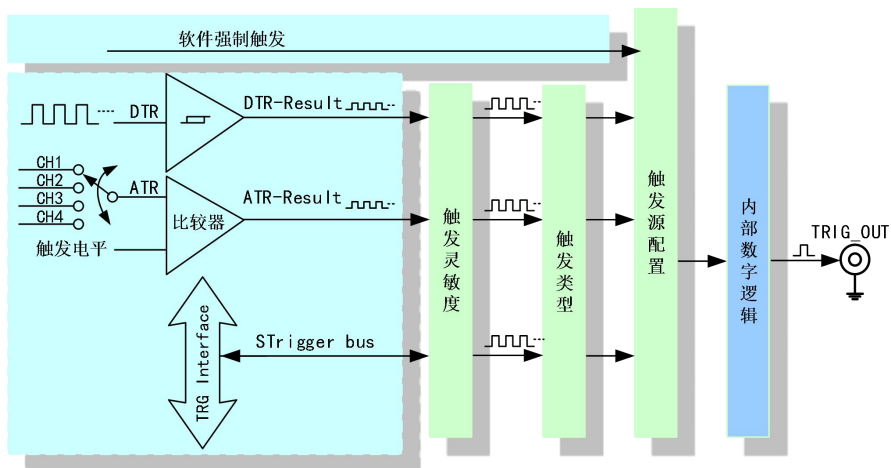 软件强制触发
DTR
DTR-Result
CH1
CH2
CH3
CH4
ATR
ATR-Result
比较器
触发电平
TRG Interface
STrigger bus
触发灵敏度
触发类型
触发源配置
内部数字逻辑
TRIG_OUT